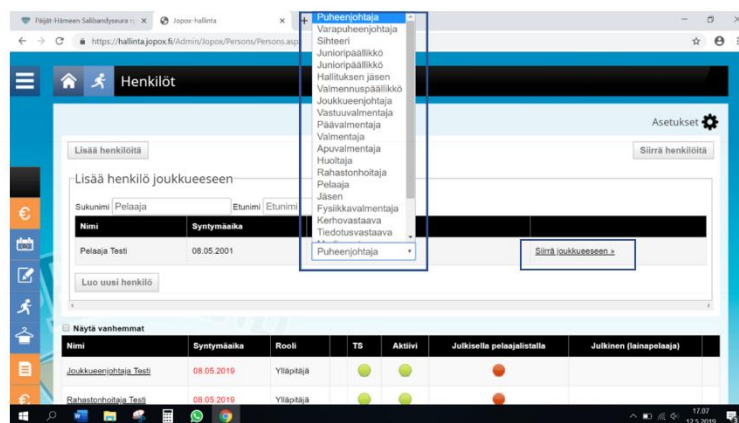 Päijät-Hämeen Salibandyseura r
Jopox-hallinta
https://hallinta.jopox.fi/Admin/Jopox/Persons/Persons.asp
Henkilöt
Puheenjohtaja
Varapuheenjohtaja
Sihteeri
Junioripäällikkö
Junioripäällikkö
Hallituksen jäsen
Valmennuspäällikkö
Joukkueenjohtaja
Vastuuvalmentaja
Päävalmentaja
Valmentaja
Apuvalmentaja
Huoltaja
Rahastonhoitaja
Pelaaja
Jäsen
Fysiikkavalmentaja
Kerhovastaava
Tiedotusvastaava
Puheenjohtaja
Asetukset
Lisää henkilöitä
Siirrä henkilöitä
Lisää henkilö joukkueeseen
Sukunimi Pelaaja Etunimi Etunimi
Nimi Syntymäaika
Pelaaja Testi 08.05.2001 Siirrä joukkueeseen »
Luo uusi henkilö
Näytä vanhemmat
Nimi Syntymäaika Rooli TS Aktiivi Julkisella pelaajalistalla Julkinen (lainapelaaja)
Joukkueenjohtaja Testi 08.05.2019 Ylläpitäjä
Rahastonhoitaja Testi 08.05.2019 Ylläpitäjä
17.07
12.5.2019